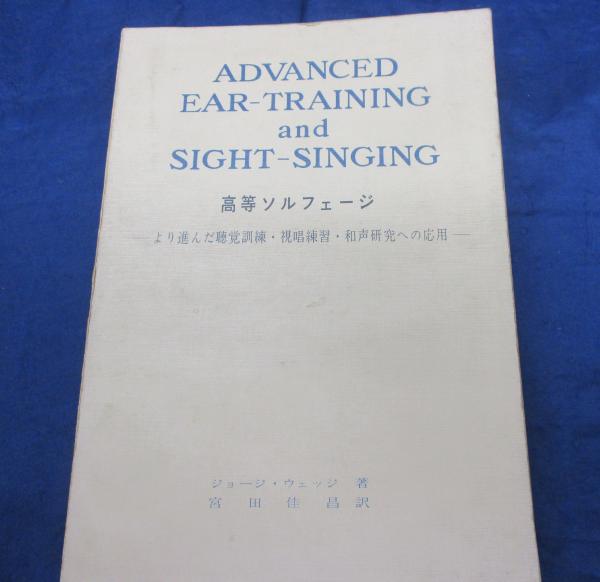 ADVANCED
EAR-TRAINING
and
SIGHT-SINGING
高等ソルフェージ
—より進んだ聴覚訓練・視唱練習・和声研究への応用—
ジョージ・ウェッジ 著
宮田佳昌訳